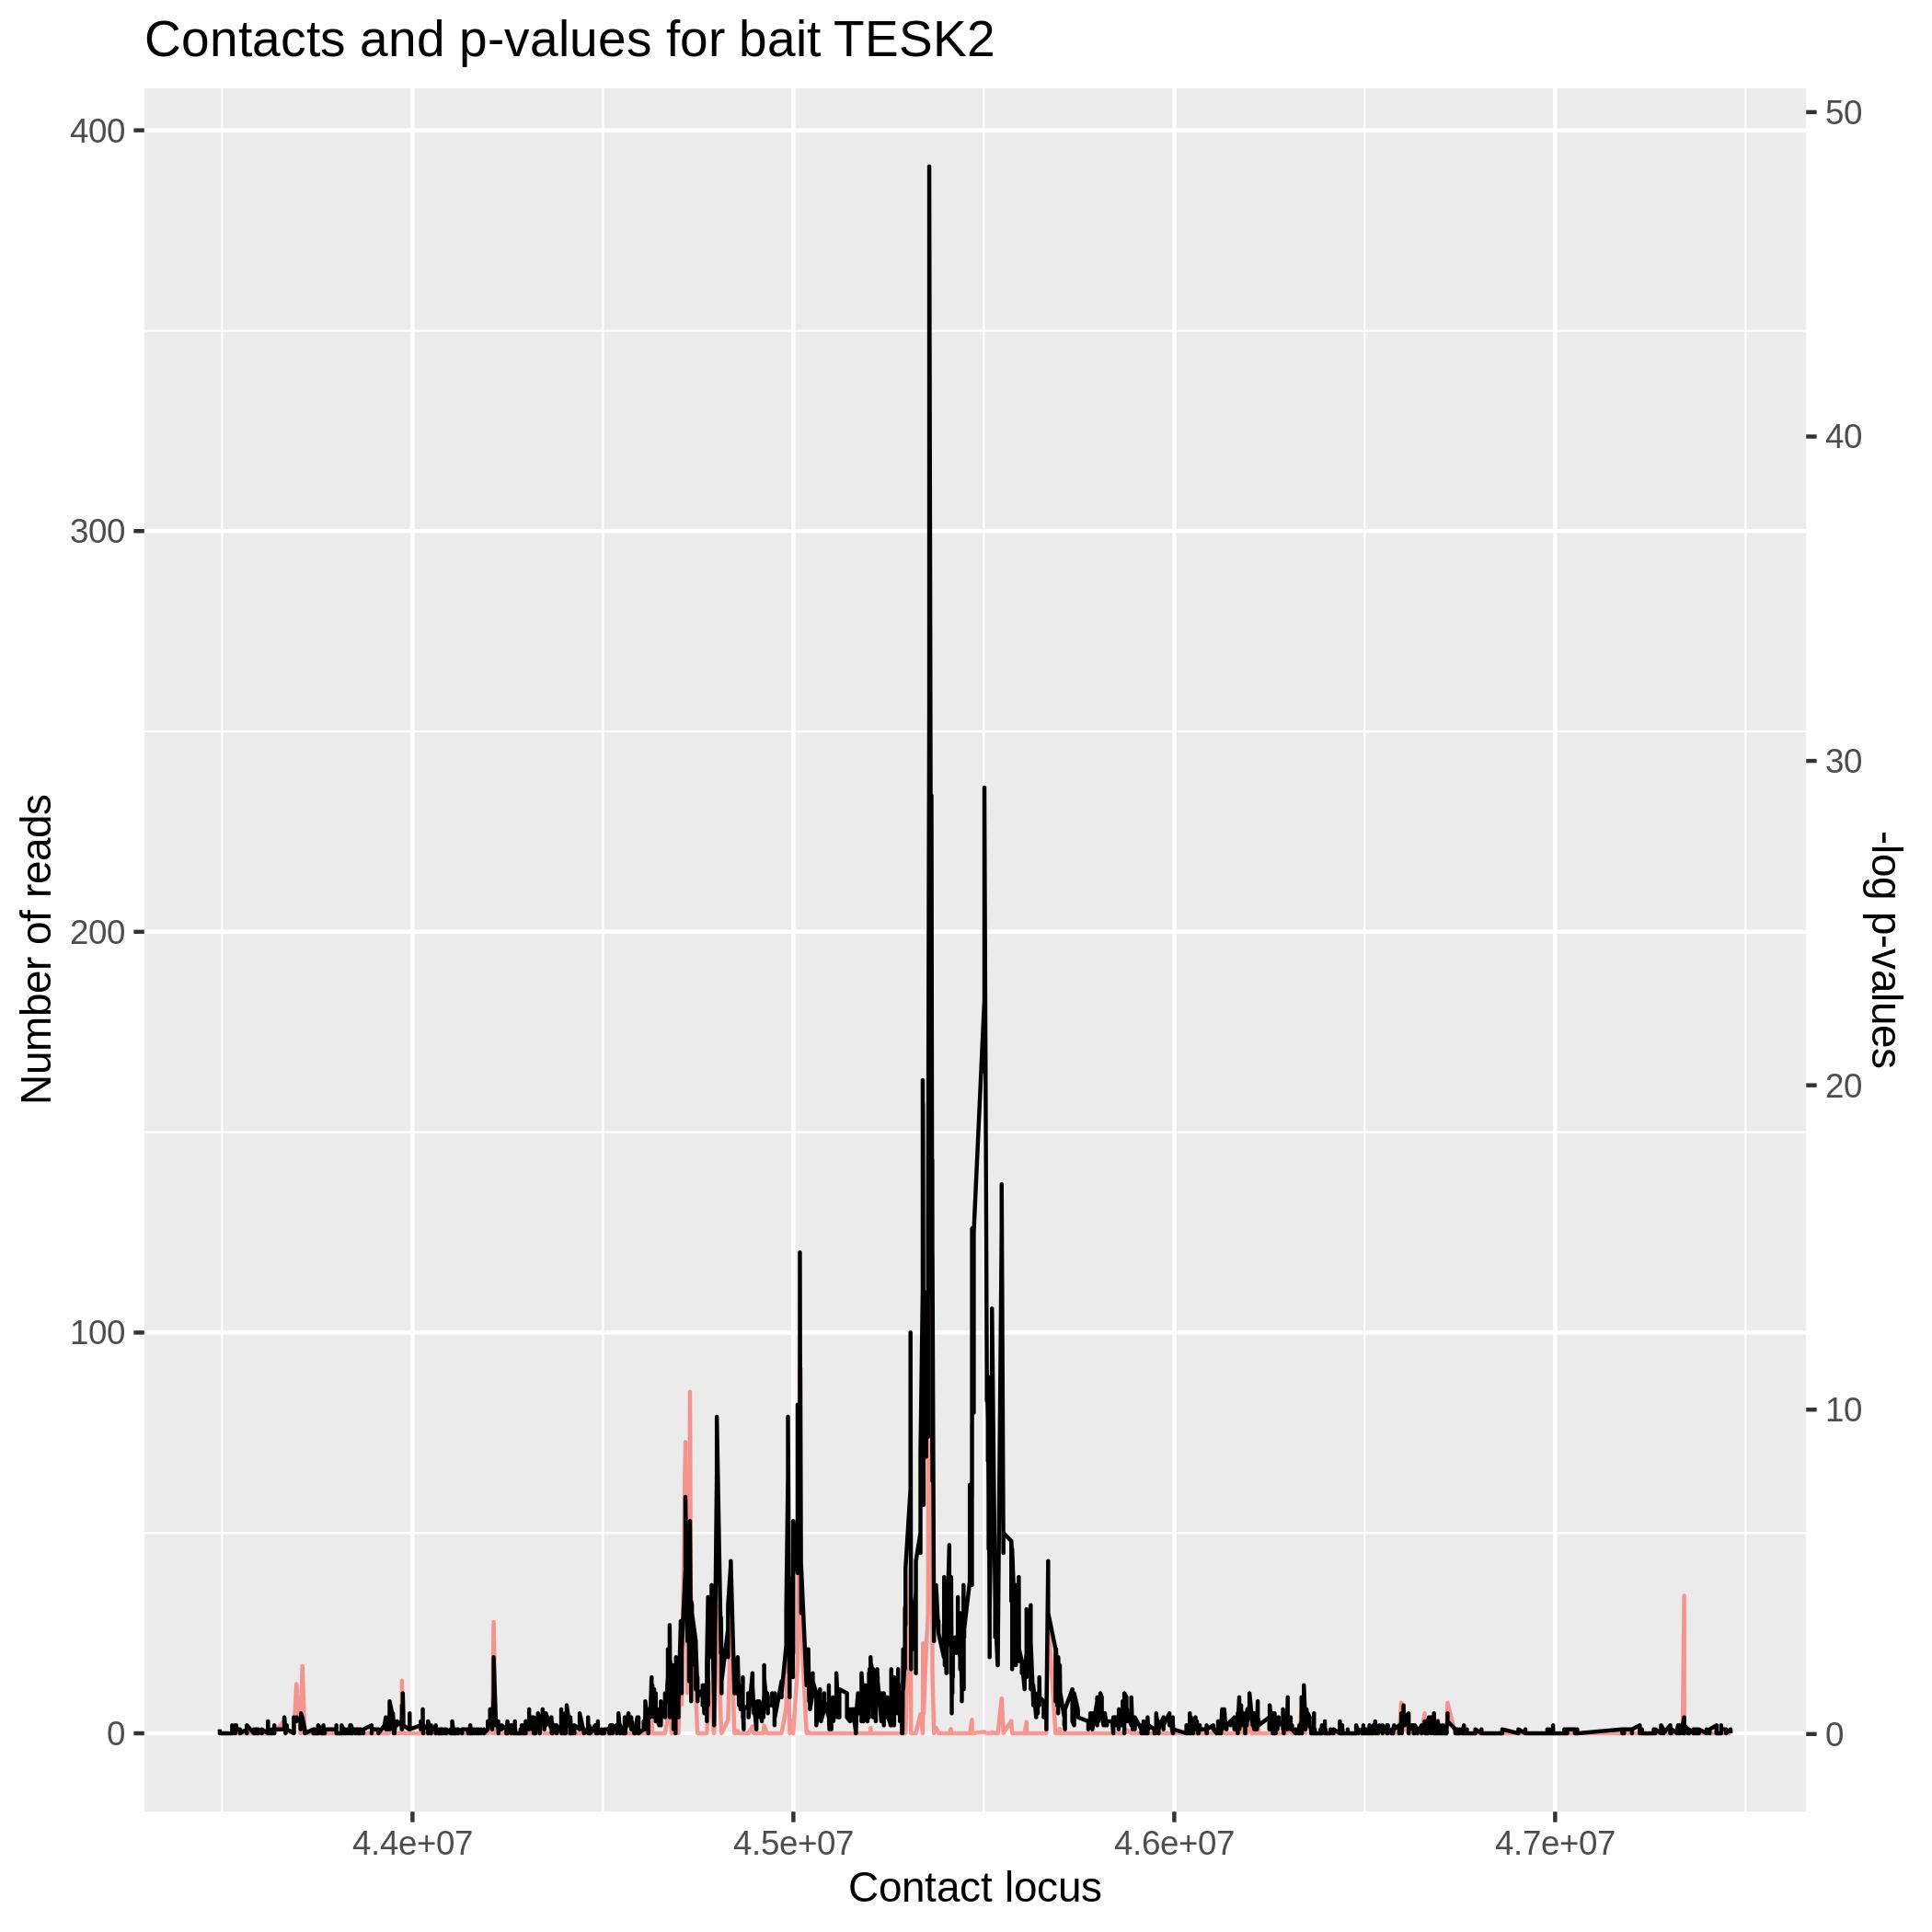 Contacts and p-values for bait TESK2
400
300
200
100
0
Number of reads
50
40
30
20
10
0
-log p-values
4.4e+07
4.5e+07
4.6e+07
4.7e+07
Contact locus